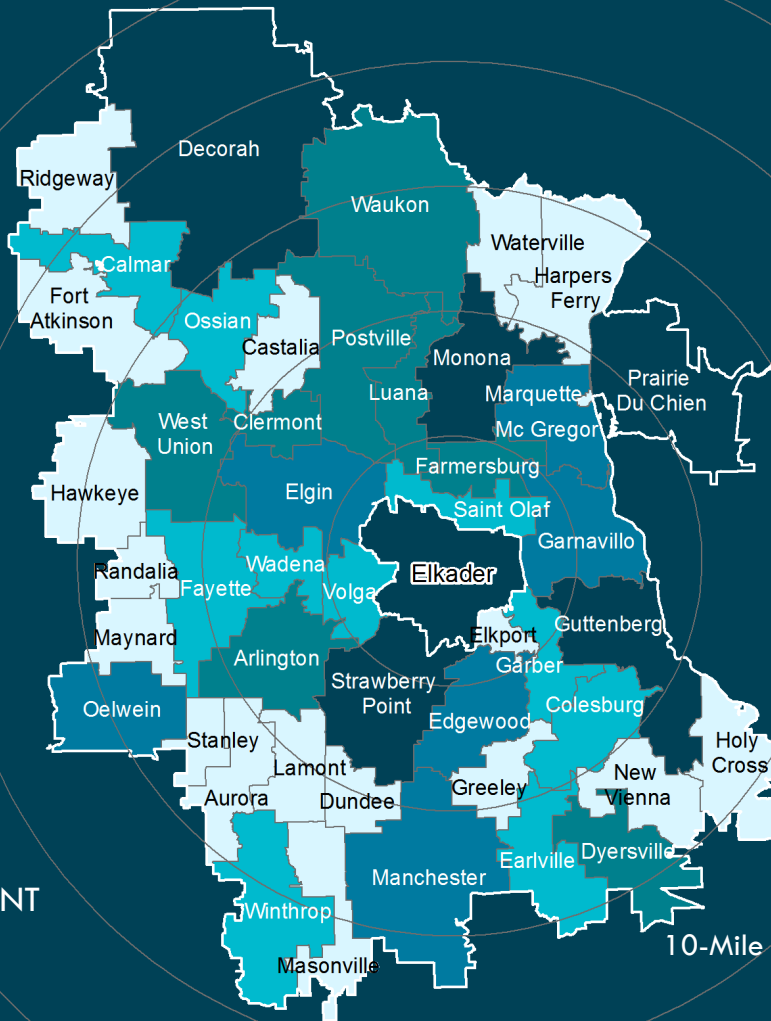 Decorah
Ridgeway
Waukon
Waterville
Calmar
Harpers
Ferry
Fort
Atkinson
Ossian
Castalia
Postville
Monona
Prairie
Du Chien
Luana
Marquette
West
Union
Clermont
Mc Gregor
Farmersburg
Hawkeye
Elgin
Saint Olaf
Garnavillo
Randalia
Wadena
Fayette
Volga
Elkader
Maynard
Elkport
Guttenberg
Arlington
Garber
Strawberry
Point
Oelwein
Edgewood
Colesburg
Stanley
Holy
Cross
Lamont
New
Vienna
Aurora
Dundee
Greeley
Dyersville
Earlville
Manchester
NT
Winthrop
10-Mile
Masonville